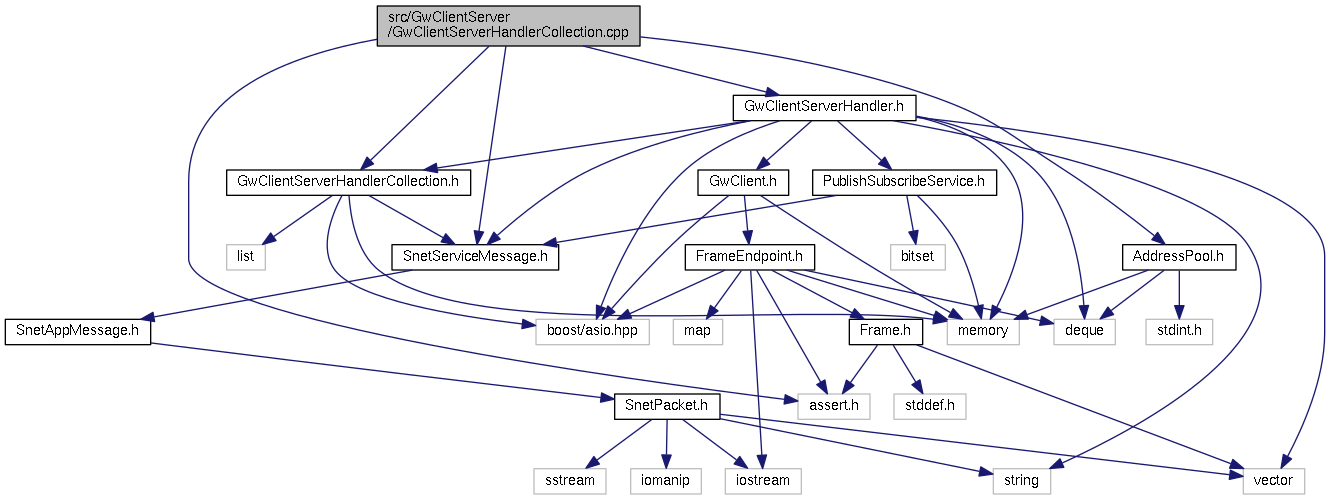 src/GwClientServer
/GwClientServerHandlerCollection.cpp
GwClientServerHandler.h
GwClientServerHandlerCollection.h
GwClient.h
PublishSubscribeService.h
list
SnetServiceMessage.h
FrameEndpoint.h
bitset
AddressPool.h
SnetAppMessage.h
boost/asio.hpp
map
Frame.h
memory
deque
stdint.h
SnetPacket.h
assert.h
stddef.h
sstream
iomanip
iostream
string
vector